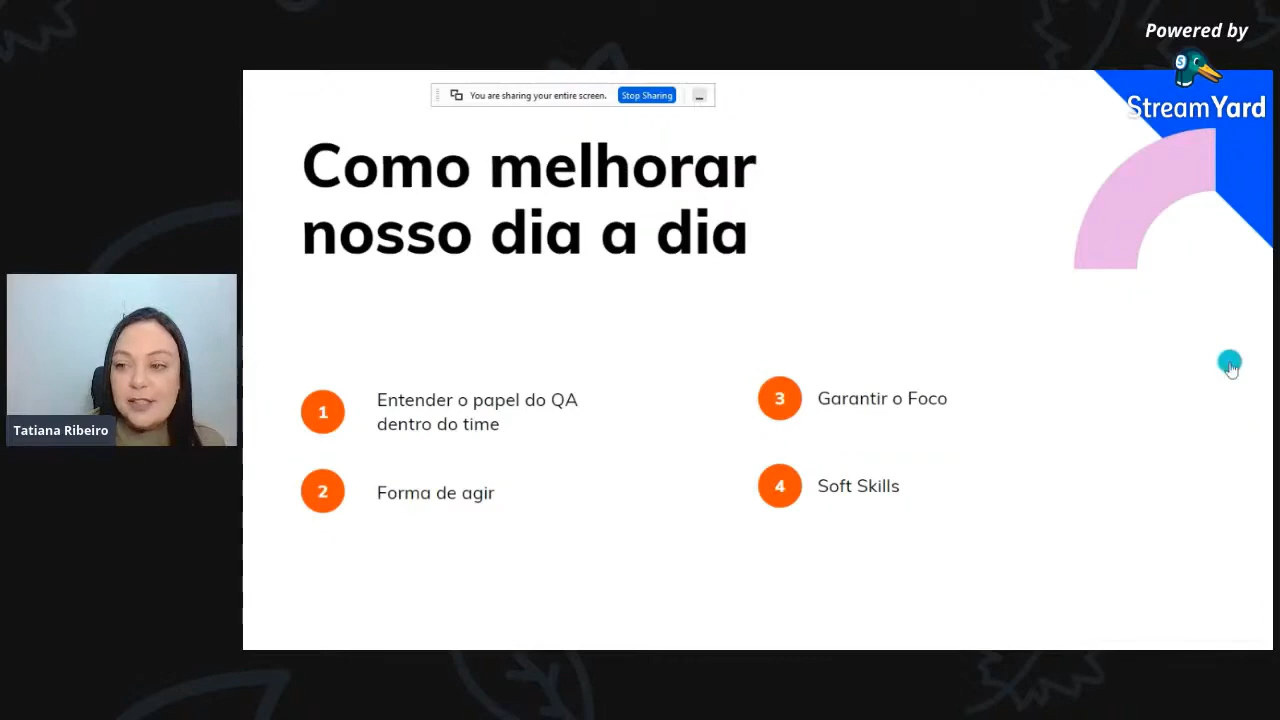 Powered by
StreamYard
You are sharing your entire screen.
Stop Sharing
Como melhorar
nosso dia a dia
1
Entender o papel do QA
dentro do time
2
Forma de agir
3
Garantir o Foco
4
Soft Skills
Tatiana Ribeiro